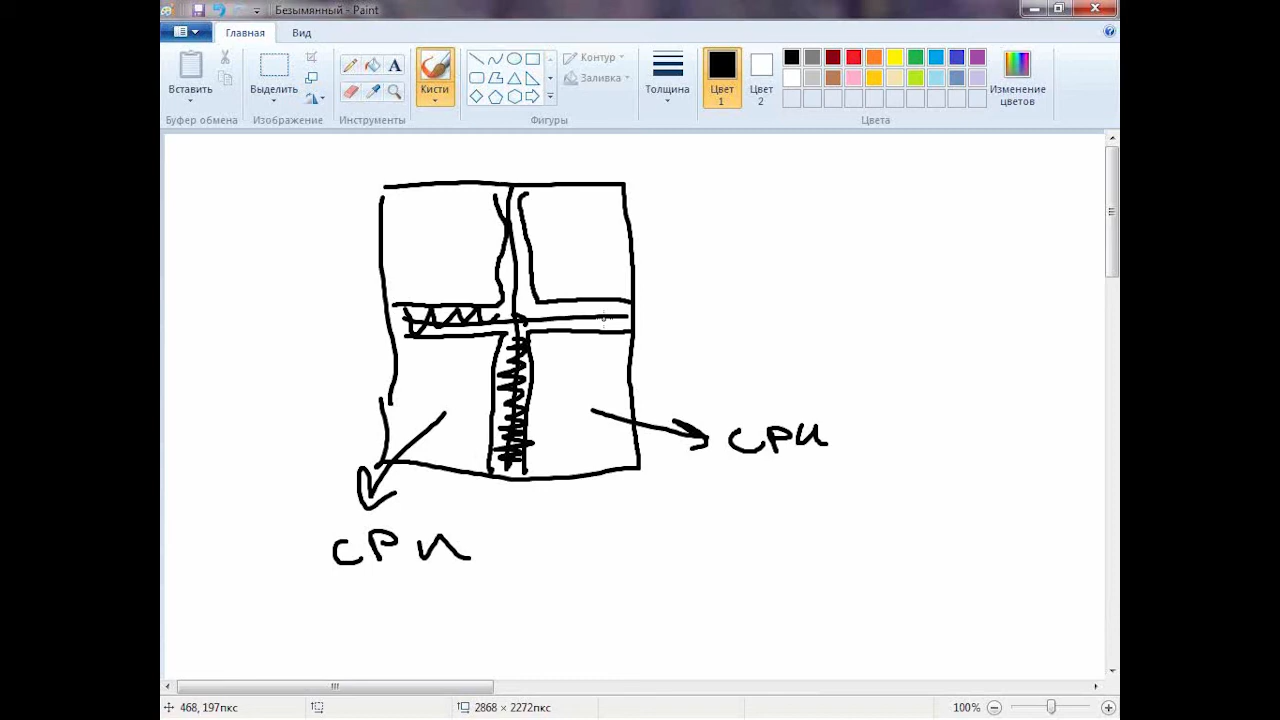 Безымянный - Paint
Главная
Вид
Вставить
Выделить
Кисти
Контур
Заливка
Толщина
Цвет 1
Цвет 2
Изменение цветов
Буфер обмена
Изображение
Инструменты
Фигуры
Цвета
CPU
CPU
468, 197пкс
2868 × 2272пкс
100%